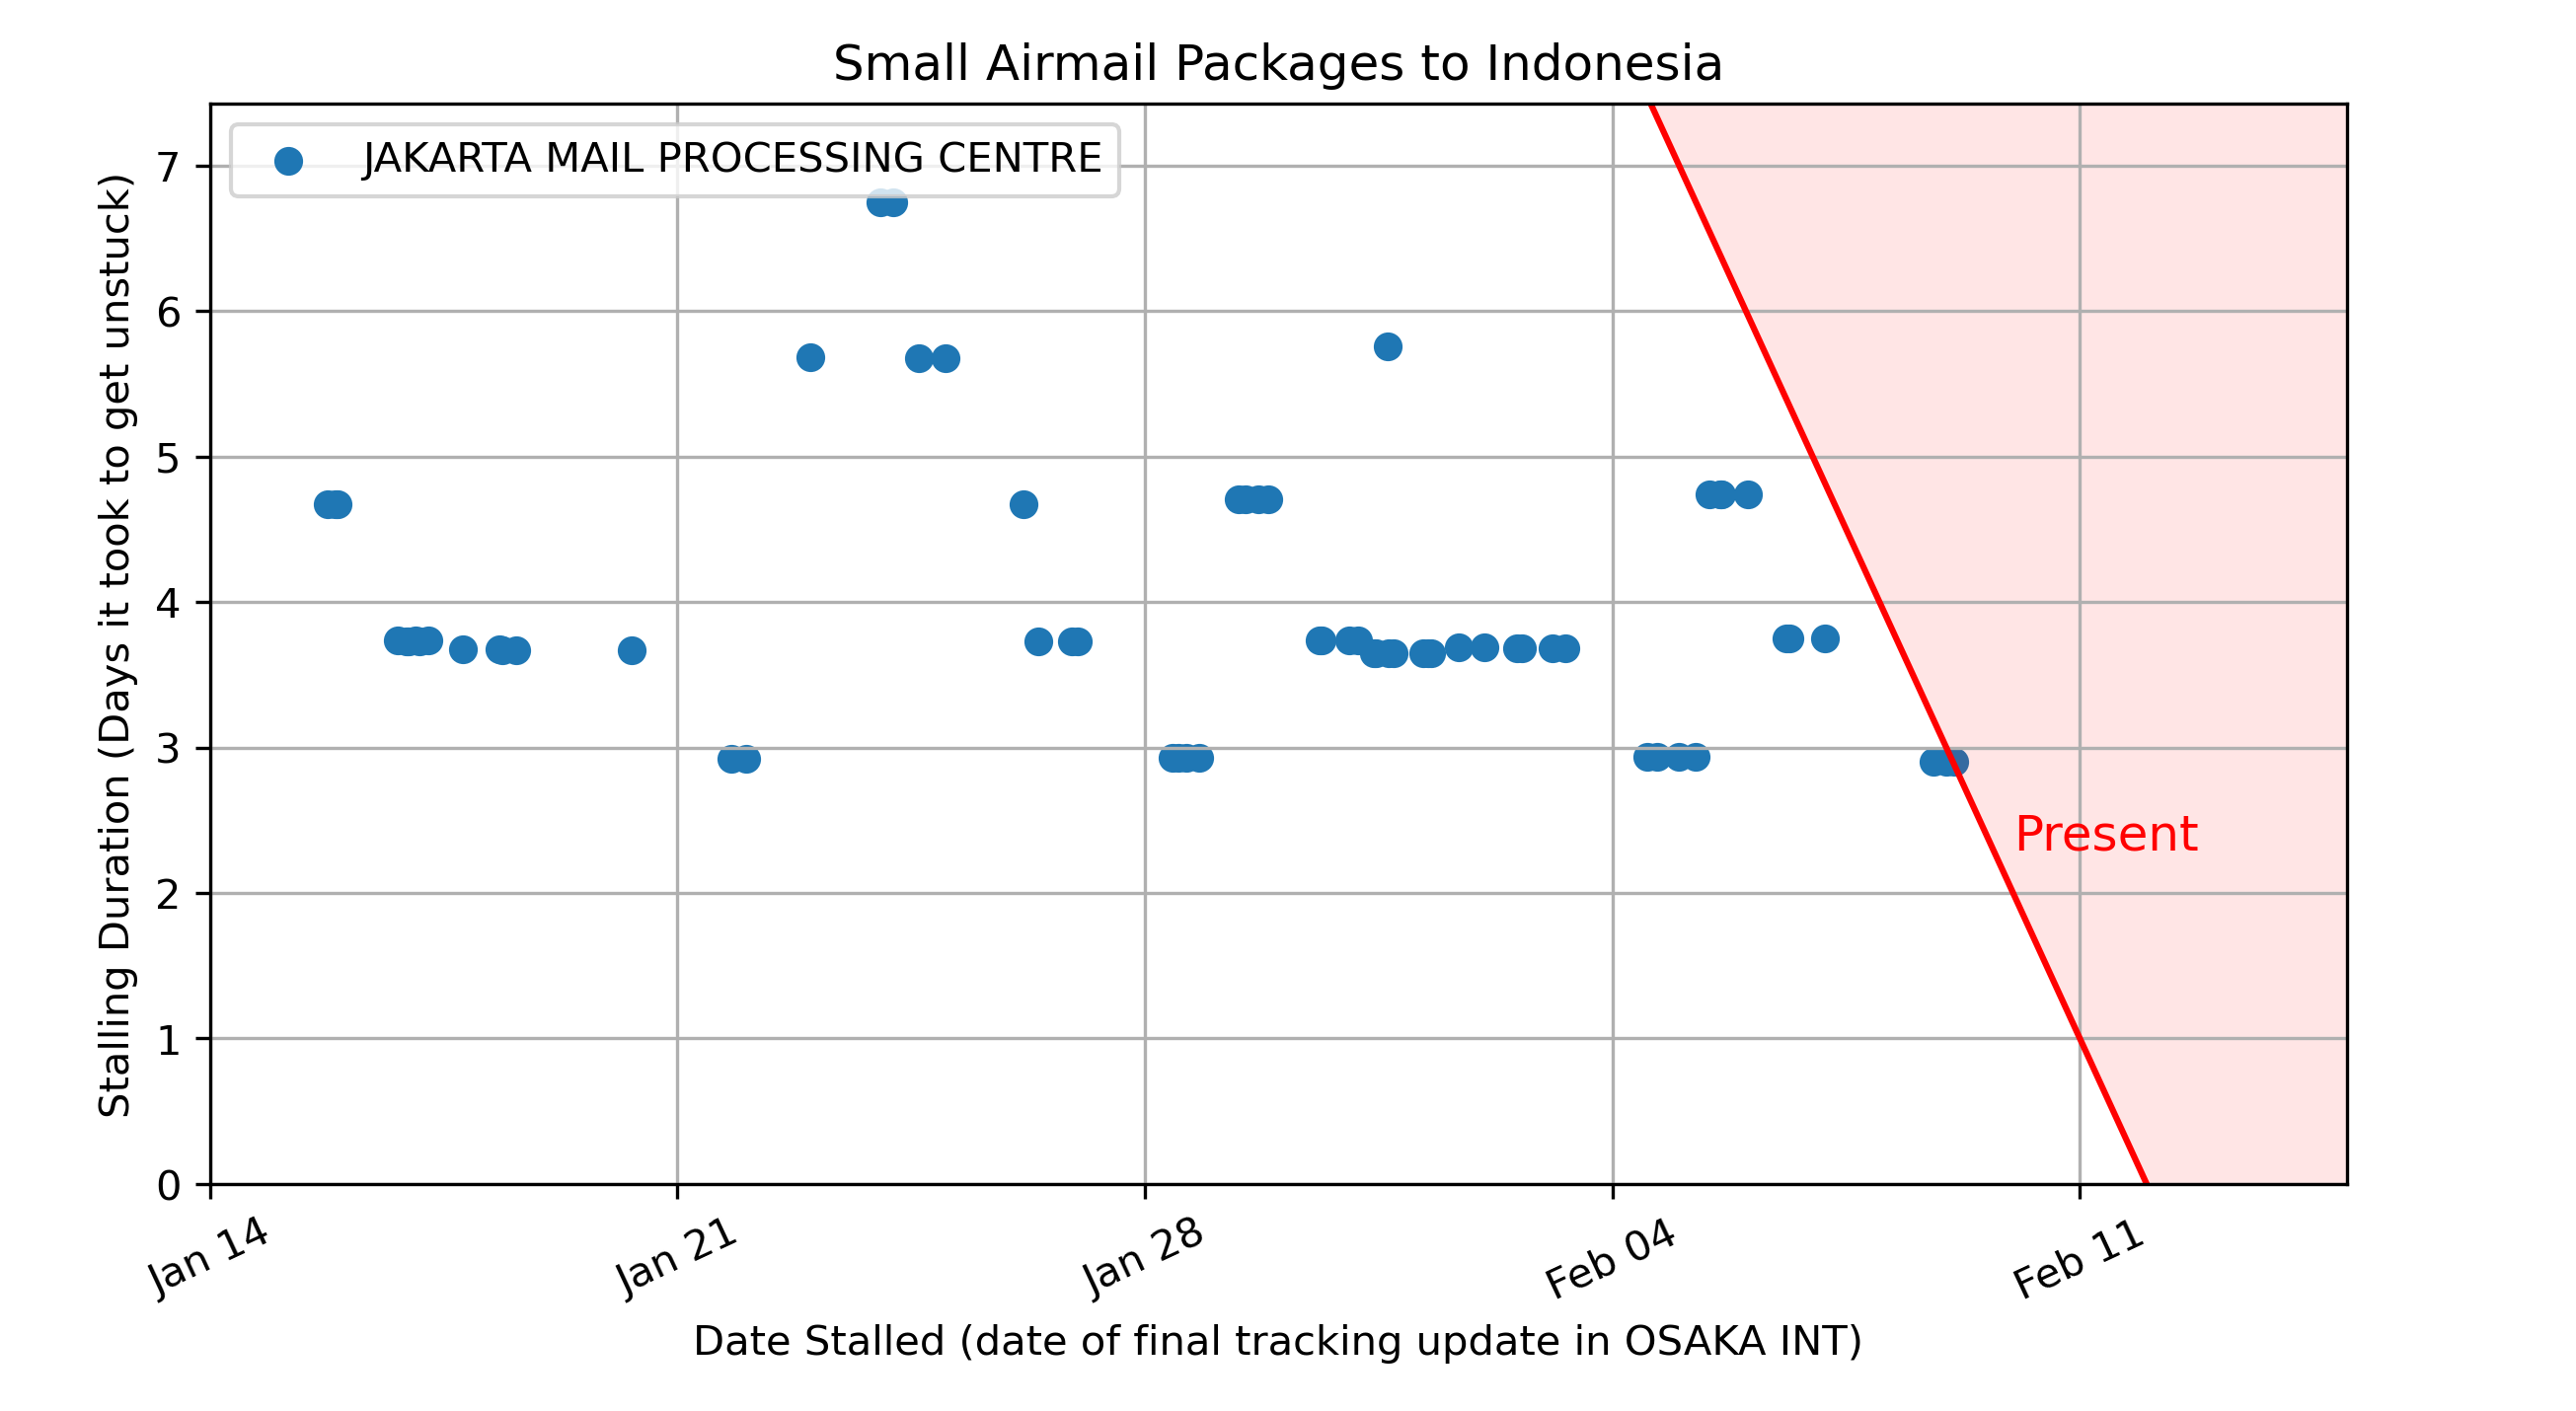 Small Airmail Packages to Indonesia
JAKARTA MAIL PROCESSING CENTRE
Stalling Duration (Days it took to get unstuck)
7
6
5
4
3
2
1
0
Present
Jan 14
Jan 21
Jan 28
Feb 04
Feb 11
Date Stalled (date of final tracking update in OSAKA INT)